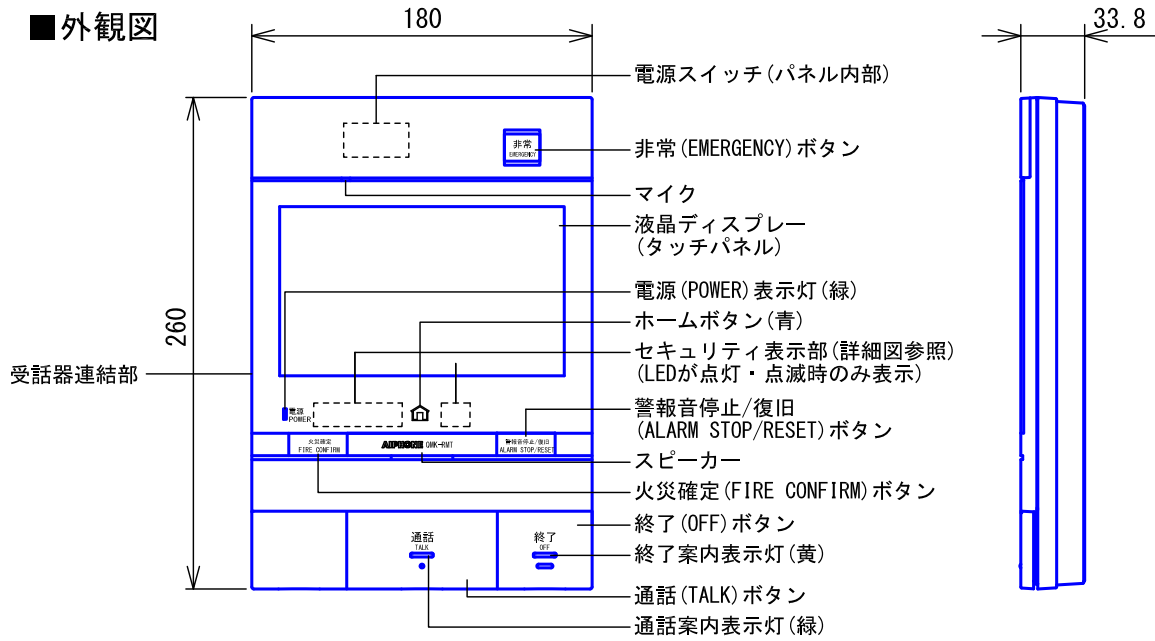 ■外観図
180
33.8
電源スイッチ(パネル内部)
非常
EMERGENCY
非常(EMERGENCY)ボタン
マイク
液晶ディスプレー
(タッチパネル)
電源(POWER)表示灯(緑)
260
ホームボタン(青)
セキュリティ表示部(詳細図参照)
(LEDが点灯・点滅時のみ表示)
受話器連結部
電源
POWER
警報音停止/復旧
(ALARM STOP/RESET)ボタン
火災確定
FIRE CONFIRM
AIPHONE QMK-RMT
警報音停止/復旧
ALARM STOP/RESET
スピーカー
火災確定(FIRE CONFIRM)ボタン
終了(OFF)ボタン
通話
TALK
終了
OFF
終了案内表示灯(黄)
通話(TALK)ボタン
通話案内表示灯(緑)